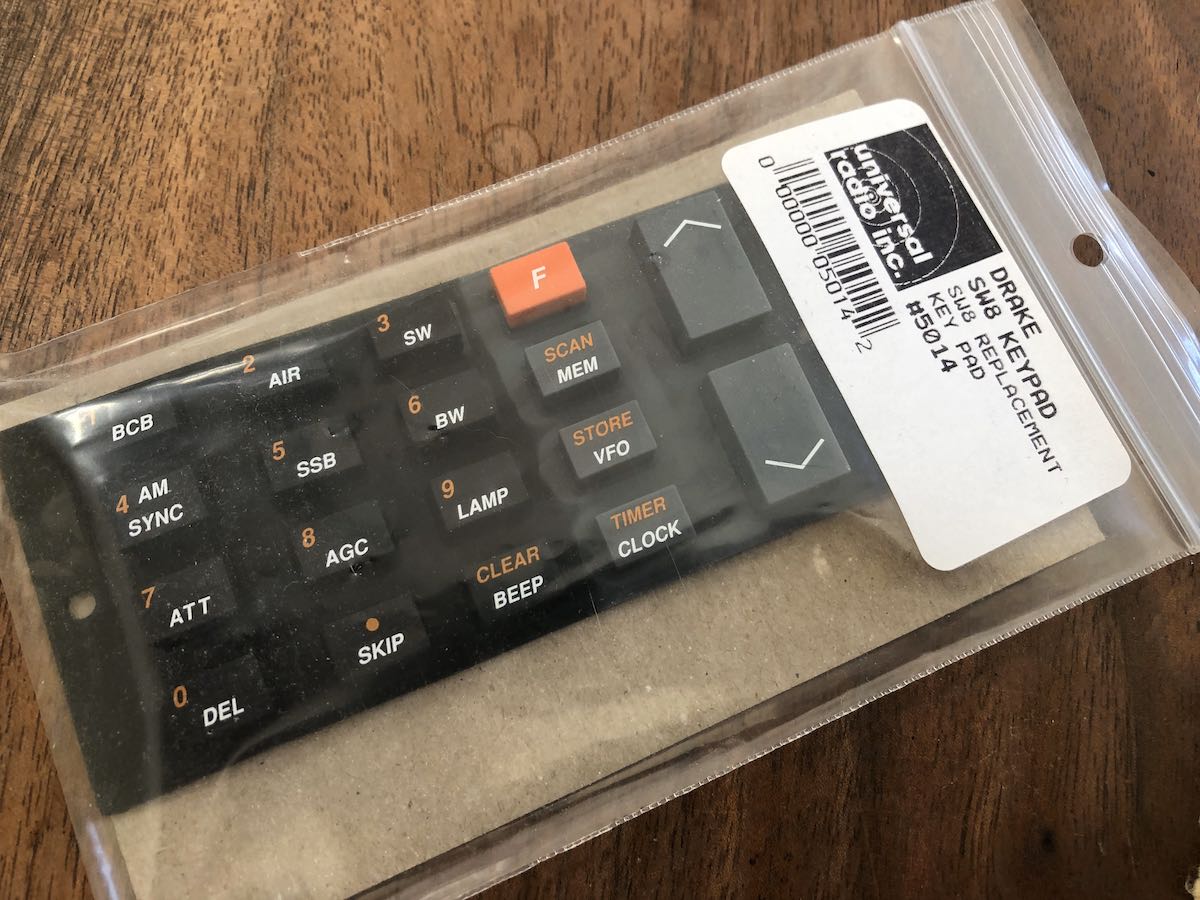 universal
radio inc.
0 00000 05014 2
DRAKE
SW8 KEYPAD
SW8 REPLACEMENT
KEY PAD
#5014
F
1 BCB
2 AIR
3 SW
SCAN
MEM
4 AM
SYNC
5 SSB
6 BW
STORE
VFO
7 ATT
8 AGC
9 LAMP
TIMER
CLOCK
0 DEL
SKIP
CLEAR
BEEP